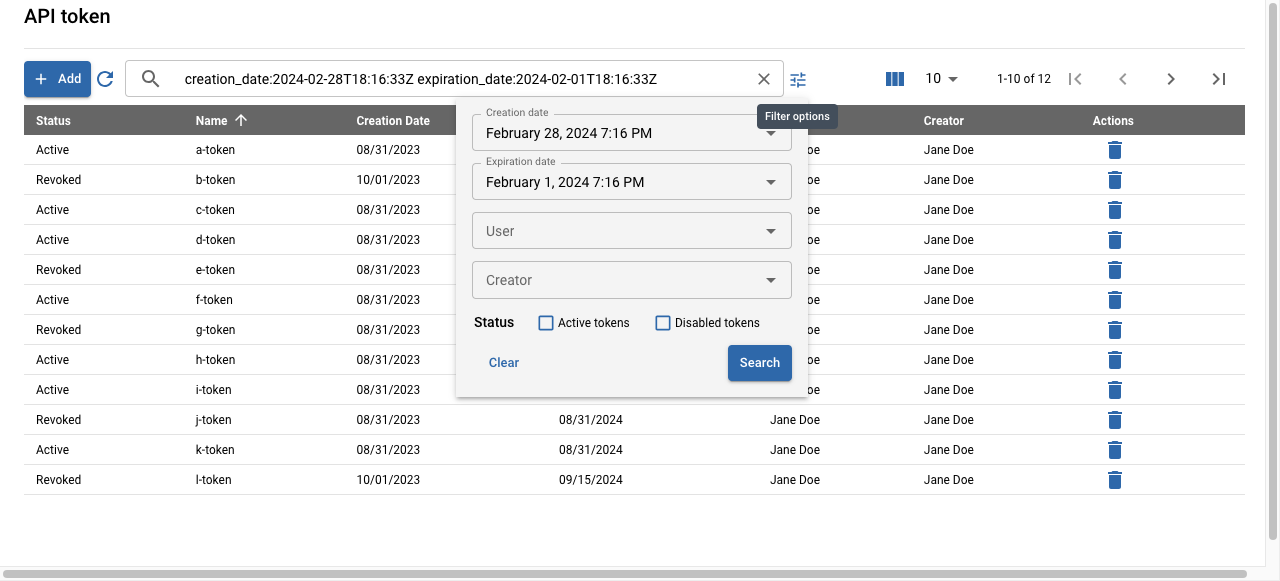 API token
Add
creation_date:2024-02-28T18:16:33Z expiration_date:2024-02-01T18:16:33Z
10
1-10 of 12
Filter options
Status Name Creation Date Creator Actions
Creation date
February 28, 2024 7:16 PM
Expiration date
February 1, 2024 7:16 PM
User
Creator
Status Active tokens Disabled tokens
Clear Search
Active a-token 08/31/2023 Jane Doe
Revoked b-token 10/01/2023 oe Jane Doe
Active c-token 08/31/2023 oe Jane Doe
Active d-token 08/31/2023 oe Jane Doe
Revoked e-token 08/31/2023 oe Jane Doe
Active f-token 08/31/2023 oe Jane Doe
Revoked g-token 08/31/2023 oe Jane Doe
Active h-token 08/31/2023 oe Jane Doe
Active i-token 08/31/2023 oe Jane Doe
Revoked j-token 08/31/2023 08/31/2024 Jane Doe Jane Doe
Active k-token 08/31/2023 08/31/2024 Jane Doe Jane Doe
Revoked l-token 10/01/2023 09/15/2024 Jane Doe Jane Doe